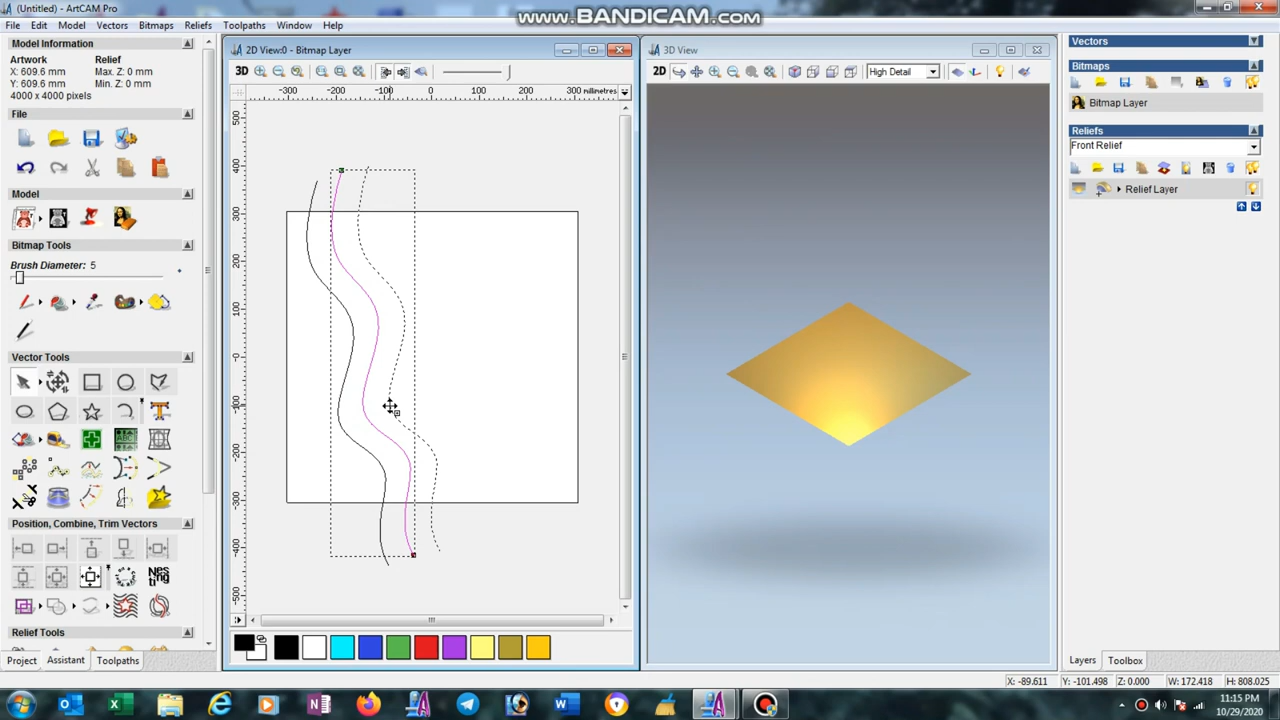 (Untitled) - ArtCAM Pro
www.BANDICAM.com
File Edit Model Vectors Bitmaps Reliefs Toolpaths Window Help
Model Information
Artwork
X: 609.6 mm
Y: 609.6 mm
4000 x 4000 pixels
Relief
Max. Z: 0 mm
Min. Z: 0 mm
File
Model
Bitmap Tools
Brush Diameter: 5
Vector Tools
Position, Combine, Trim Vectors
Relief Tools
Project Assistant Toolpaths
2D View:0 - Bitmap Layer
3D
-300 -200 -100 0 100 200 300 millimetres
500
400
300
200
100
-0
-100
-200
-300
-400
-500
3D View
2D High Detail
Vectors
Bitmaps
Bitmap Layer
Reliefs
Front Relief
Relief Layer
Layers Toolbox
X: -89.611 Y: -101.498 Z: 0.000 W: 172.418 H: 808.025
11:15 PM
10/29/2020